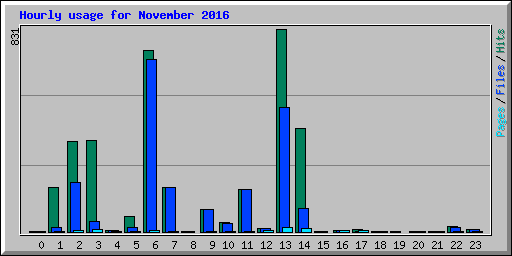 Hourly usage for November 2016
831
Pages/Files/Hits
0 1 2 3 4 5 6 7 8 9 10 11 12 13 14 15 16 17 18 19 20 21 22 23